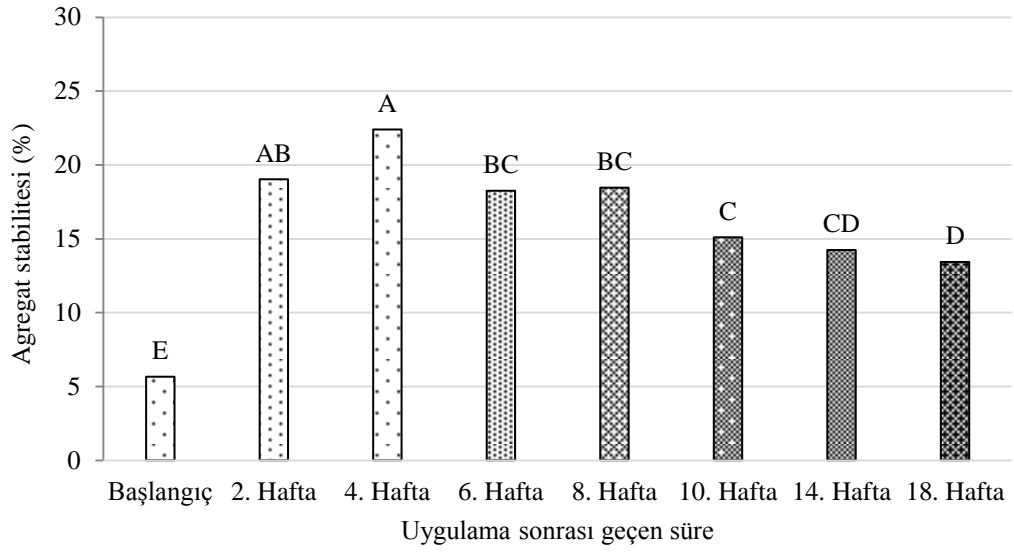 Agregat stabilitesi (%)
30
25
20
15
10
5
0
E
AB
A
BC
BC
C
CD
D
Başlangıç
2. Hafta
4. Hafta
6. Hafta
8. Hafta
10. Hafta
14. Hafta
18. Hafta
Uygulama sonrası geçen süre